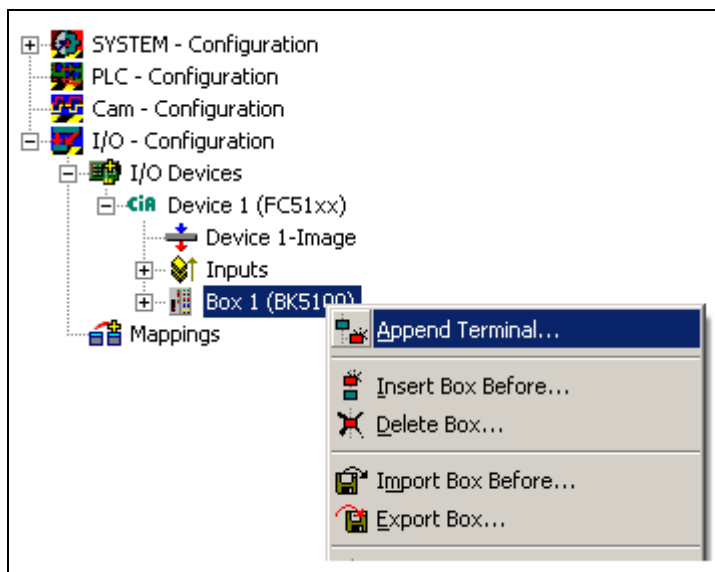 SYSTEM - Configuration
PLC - Configuration
Cam - Configuration
I/O - Configuration
I/O Devices
CiA Device 1 (FC51xx)
Device 1-Image
Inputs
Box 1 (BK5100)
Mappings
Append Terminal...
Insert Box Before...
Delete Box...
Import Box Before...
Export Box...